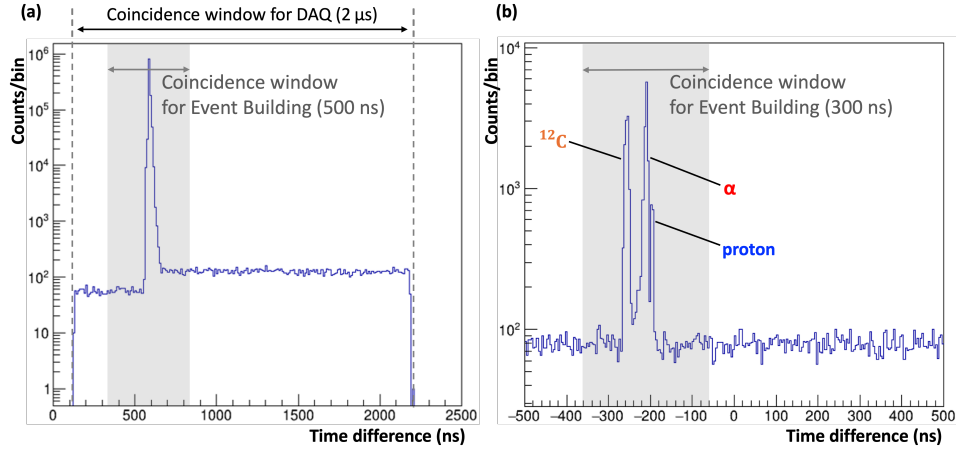 (a)
Coincidence window for DAQ (2 μs)
Counts/bin
10⁶
10⁵
10⁴
10³
10²
10
1
Coincidence window
for Event Building (500 ns)
0
500
1000
1500
2000
2500
Time difference (ns)
(b)
Counts/bin
10⁴
10³
10²
Coincidence window
for Event Building (300 ns)
¹²C
α
proton
−500
−400
−300
−200
−100
0
100
200
300
400
500
Time difference (ns)